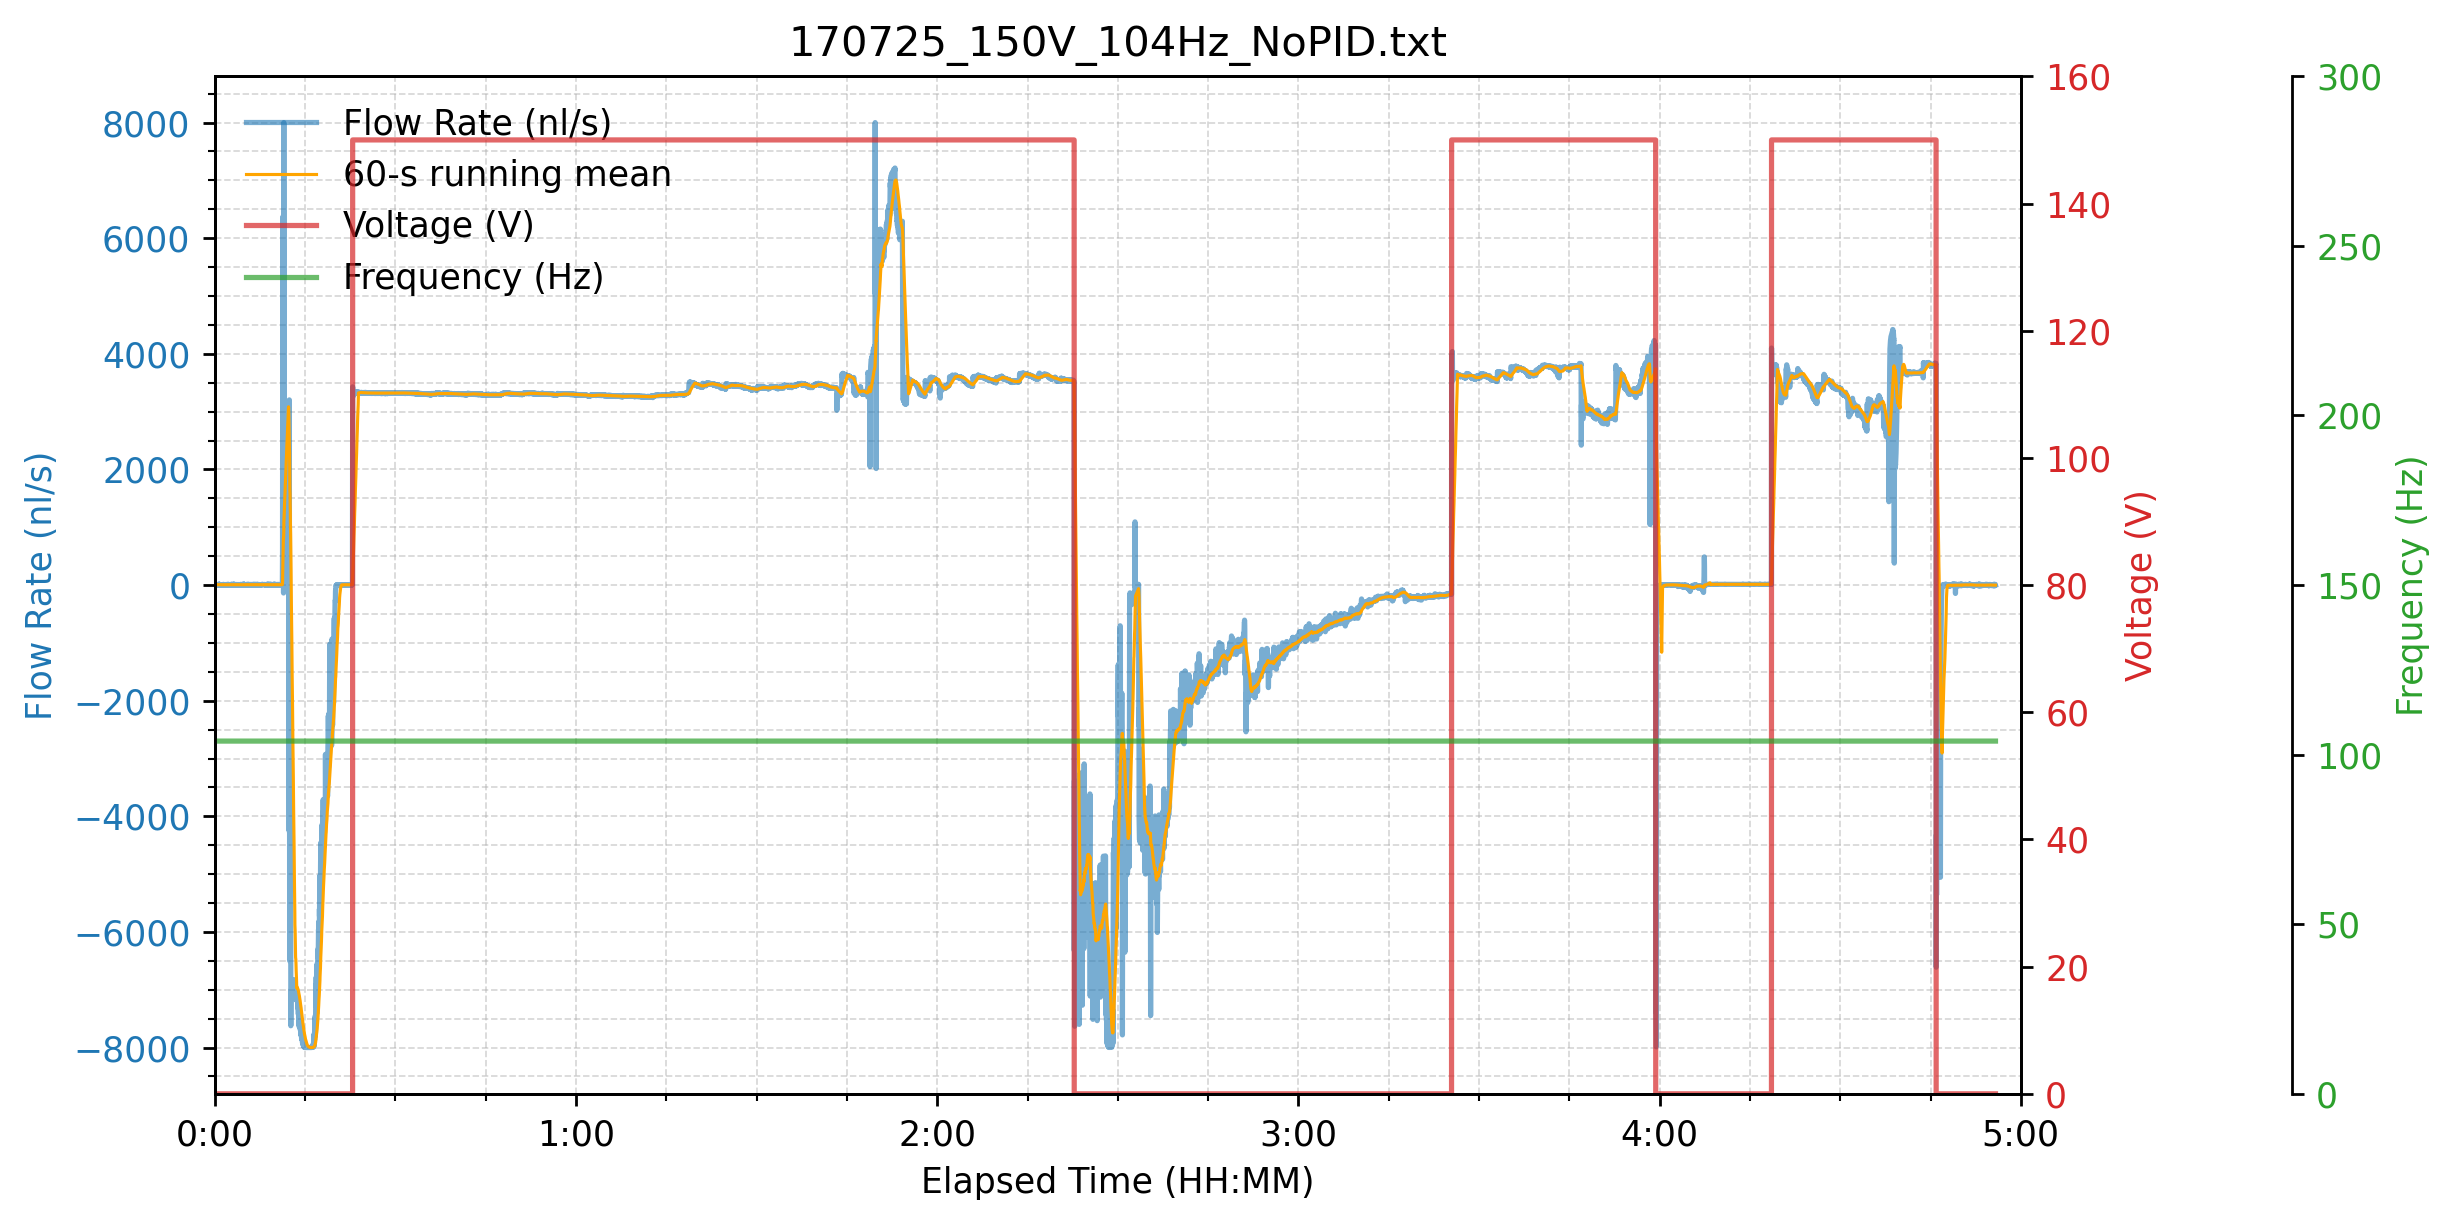 170725_150V_104Hz_NoPID.txt
Flow Rate (nl/s)
60-s running mean
Voltage (V)
Frequency (Hz)
8000
6000
4000
2000
0
−2000
−4000
−6000
−8000
Flow Rate (nl/s)
0:00 1:00 2:00 3:00 4:00 5:00
Elapsed Time (HH:MM)
160
140
120
100
80
60
40
20
0
Voltage (V)
300
250
200
150
100
50
0
Frequency (Hz)